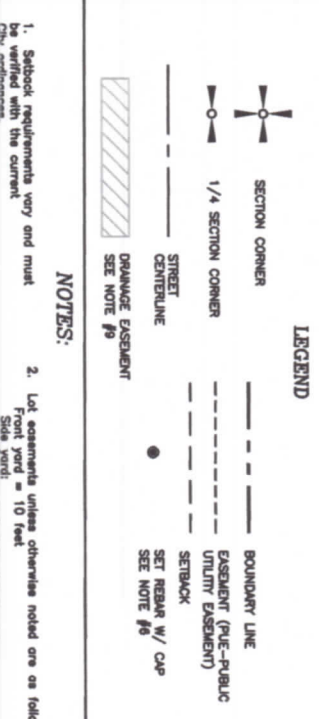 LEGEND
SECTION CORNER
1/4 SECTION CORNER
STREET
CENTERLINE
DRAINAGE EASEMENT
SEE NOTE #9
BOUNDARY LINE
EASEMENT (PUE-PUBLIC
UTILITY EASEMENT)
SETBACK
SET REBAR W/ CAP
SEE NOTE #6
NOTES:
1. Setback requirements vary and must
be verified with the current
City ordinances
2. Lot easements unless otherwise noted are as
Front yard = 10 feet
Side yard: